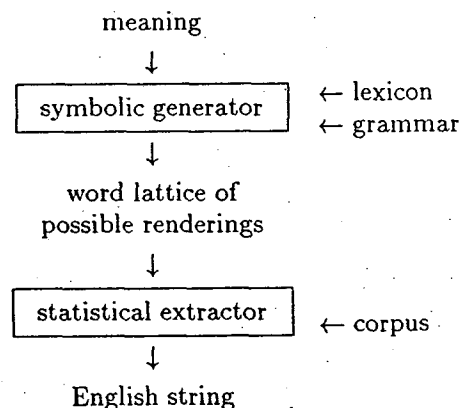 meaning
↓
symbolic generator ← lexicon
← grammar
↓
word lattice of
possible renderings
↓
statistical extractor ← corpus
↓
English string